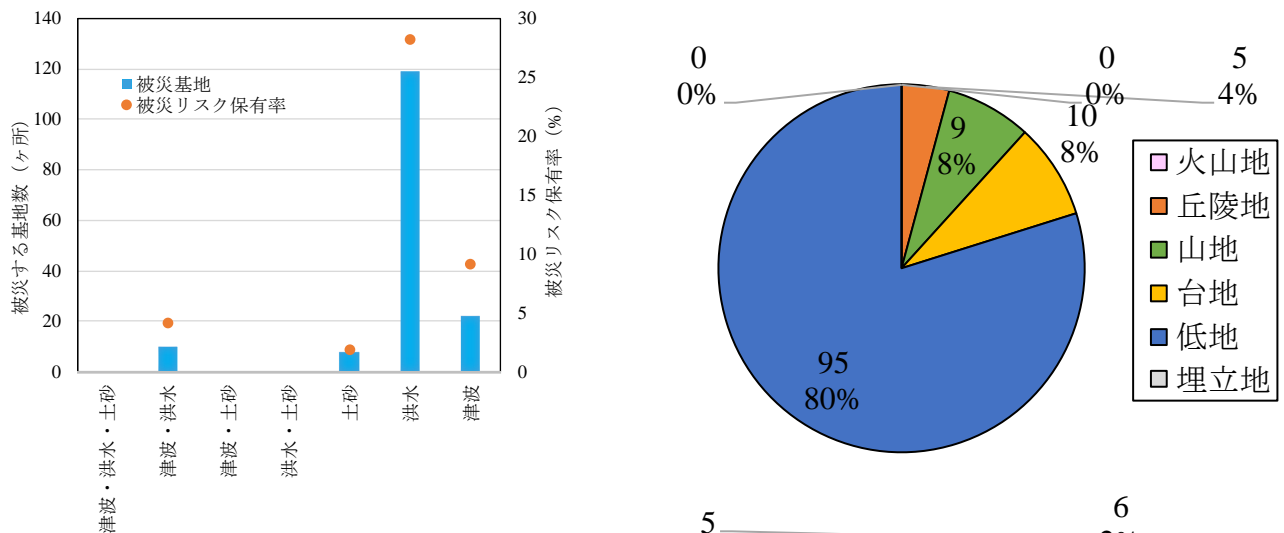 140
120
100
80
60
40
20
0
被災する基地数（ヶ所）
30
25
20
15
10
5
0
被災リスク保有率（%）
被災基地
被災リスク保有率
津波・洪水・土砂
津波・洪水
津波・土砂
洪水・土砂
土砂
洪水
津波
0
0%
0
0%
5
4%
9
8%
10
8%
95
80%
火山地
丘陵地
山地
台地
低地
埋立地
5
6